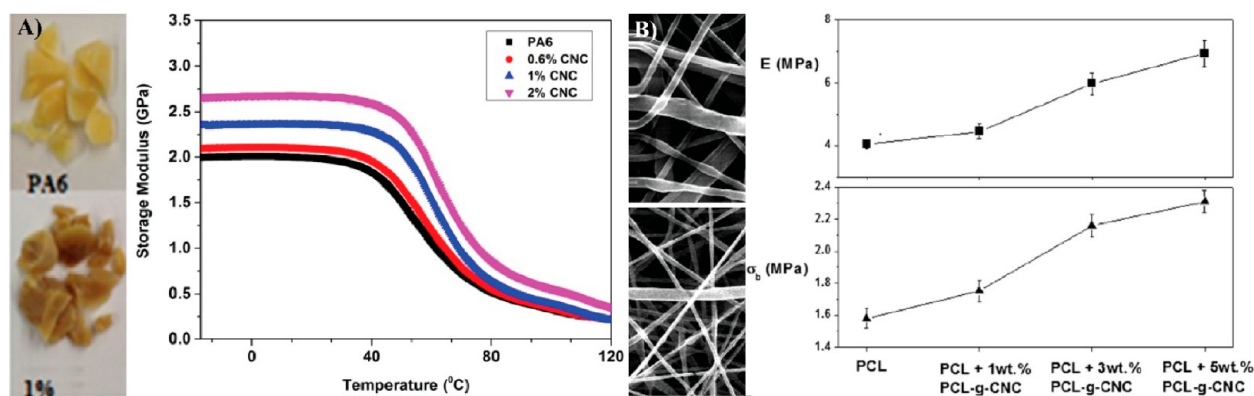 A)
PA6
1%
3.5
3.0
2.5
2.0
1.5
1.0
0.5
0.0
Storage Modulus (GPa)
PA6
0.6% CNC
1% CNC
2% CNC
0
40
80
120
Temperature (⁰C)
B)
8
6
4
E (MPa)
2.4
2.2
2.0
1.8
1.6
1.4
σb (MPa)
PCL
PCL + 1wt.%
PCL-g-CNC
PCL + 3wt.%
PCL-g-CNC
PCL + 5wt.%
PCL-g-CNC